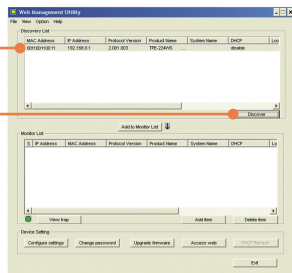 Web Management Utility
File View Option Help
Discovery List
MAC Address IP Address Protocol Version Product Name System Name DHCP Loc
001100110011 192.168.0.1 2.001.003 TPE-224WS ... disable
Discover
Add to Monitor List
Monitor List
S IP Address MAC Address Protocol Version Product Name System Name DHCP Lo
View trap Add item Delete item
Device Setting
Configure settings Change password Upgrade firmware Access web DHCP Refresh
Exit